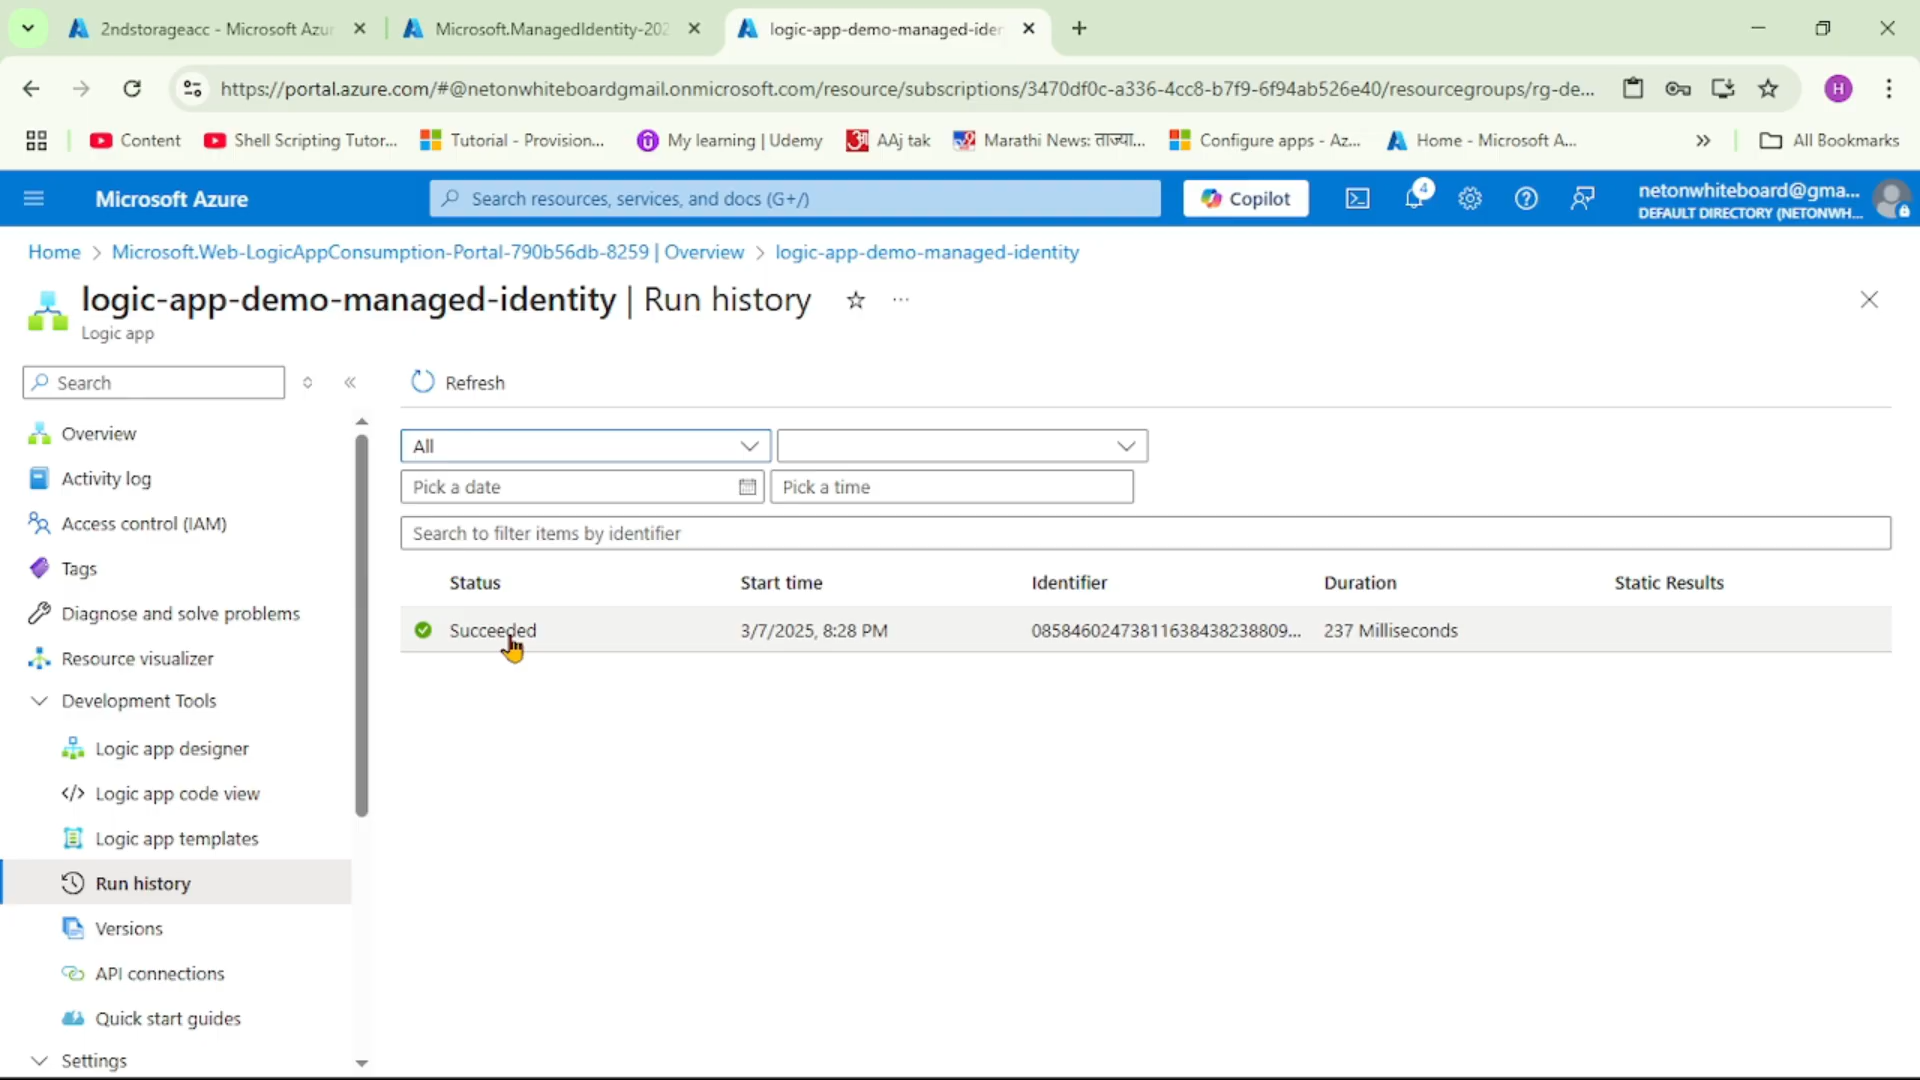 2ndstorageacc - Microsoft Azur
Microsoft.ManagedIdentity-202
logic-app-demo-managed-iden
https://portal.azure.com/#@netonwhiteboardgmail.onmicrosoft.com/resource/subscriptions/3470df0c-a336-4cc8-b7f9-6f94ab526e40/resourcegroups/rg-de...
H
Content
Shell Scripting Tutor...
Tutorial - Provision...
My learning | Udemy
AAj tak
Marathi News: ताज्या...
Configure apps - Az...
Home - Microsoft A...
All Bookmarks
Microsoft Azure
Search resources, services, and docs (G+/)
Copilot
4
netonwhiteboard@gma...
DEFAULT DIRECTORY (NETONWH...
Home > Microsoft.Web-LogicAppConsumption-Portal-790b56db-8259 | Overview > logic-app-demo-managed-identity
logic-app-demo-managed-identity | Run history
Logic app
Search
Refresh
Overview
Activity log
Access control (IAM)
Tags
Diagnose and solve problems
Resource visualizer
Development Tools
Logic app designer
Logic app code view
Logic app templates
Run history
Versions
API connections
Quick start guides
Settings
All
Pick a date
Pick a time
Search to filter items by identifier
Status Start time Identifier Duration Static Results
Succeeded 3/7/2025, 8:28 PM 08584602473811638438238809... 237 Milliseconds